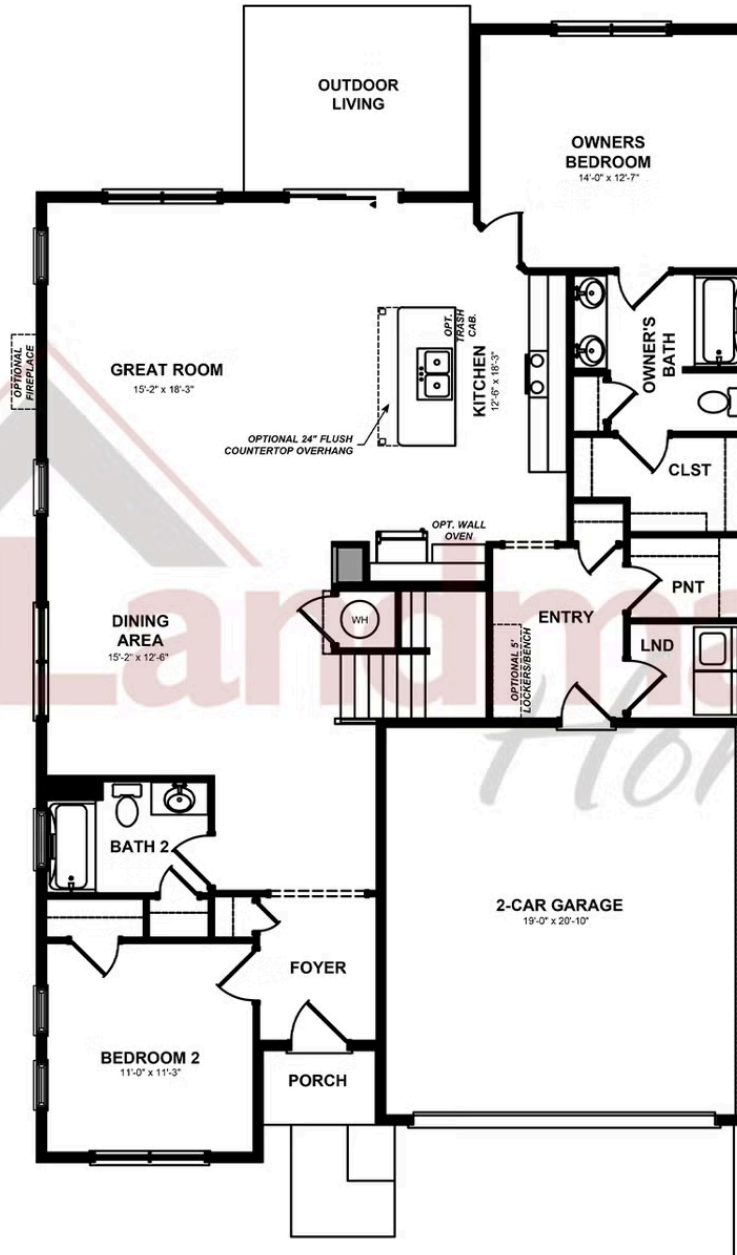 OUTDOOR
LIVING
OWNERS
BEDROOM
14'-0" x 12'-7"
GREAT ROOM
15'-2" x 18'-3"
OPTIONAL
FIREPLACE
OPT.
TRASH
CAB.
KITCHEN
12'-6" x 18'-3"
OWNER'S
BATH
OPTIONAL 24" FLUSH
COUNTERTOP OVERHANG
CLST
OPT. WALL
OVEN
PNT
ENTRY
WH
DINING
AREA
15'-2" x 12'-6"
LND
OPTIONAL 5'
LOCKERS/BENCH
Landma
Hor
BATH 2
2-CAR GARAGE
19'-0" x 20'-10"
FOYER
BEDROOM 2
11'-0" x 11'-3"
PORCH